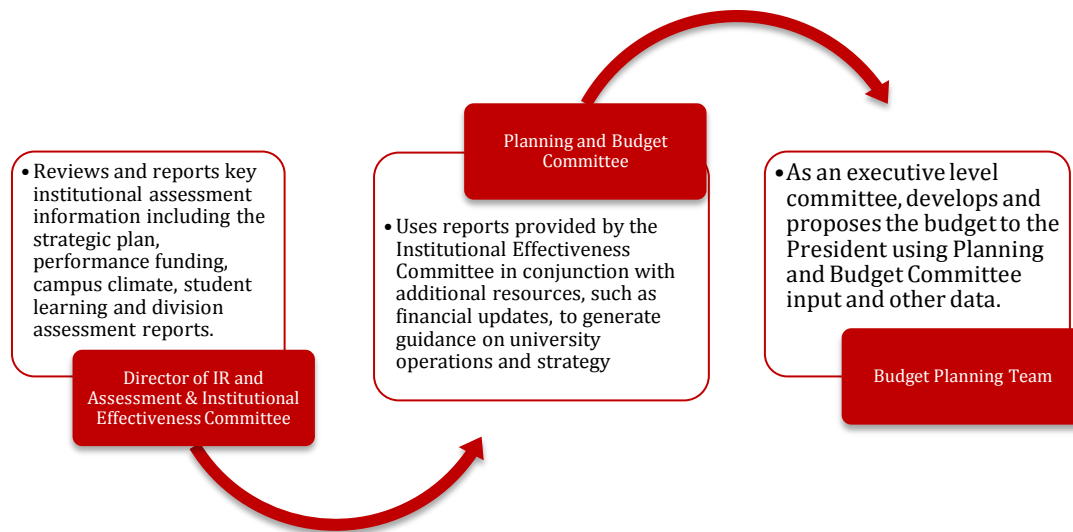 •Reviews and reports key
institutional assessment
information including the
strategic plan,
performance funding,
campus climate, student
learning and division
assessment reports.
Director of IR and
Assessment & Institutional
Effectiveness Committee
Planning and Budget
Committee
•Uses reports provided by the
Institutional Effectiveness
Committee in conjunction with
additional resources, such as
financial updates, to generate
guidance on university
operations and strategy
•As an executive level
committee, develops and
proposes the budget to the
President using Planning
and Budget Committee
input and other data.
Budget Planning Team